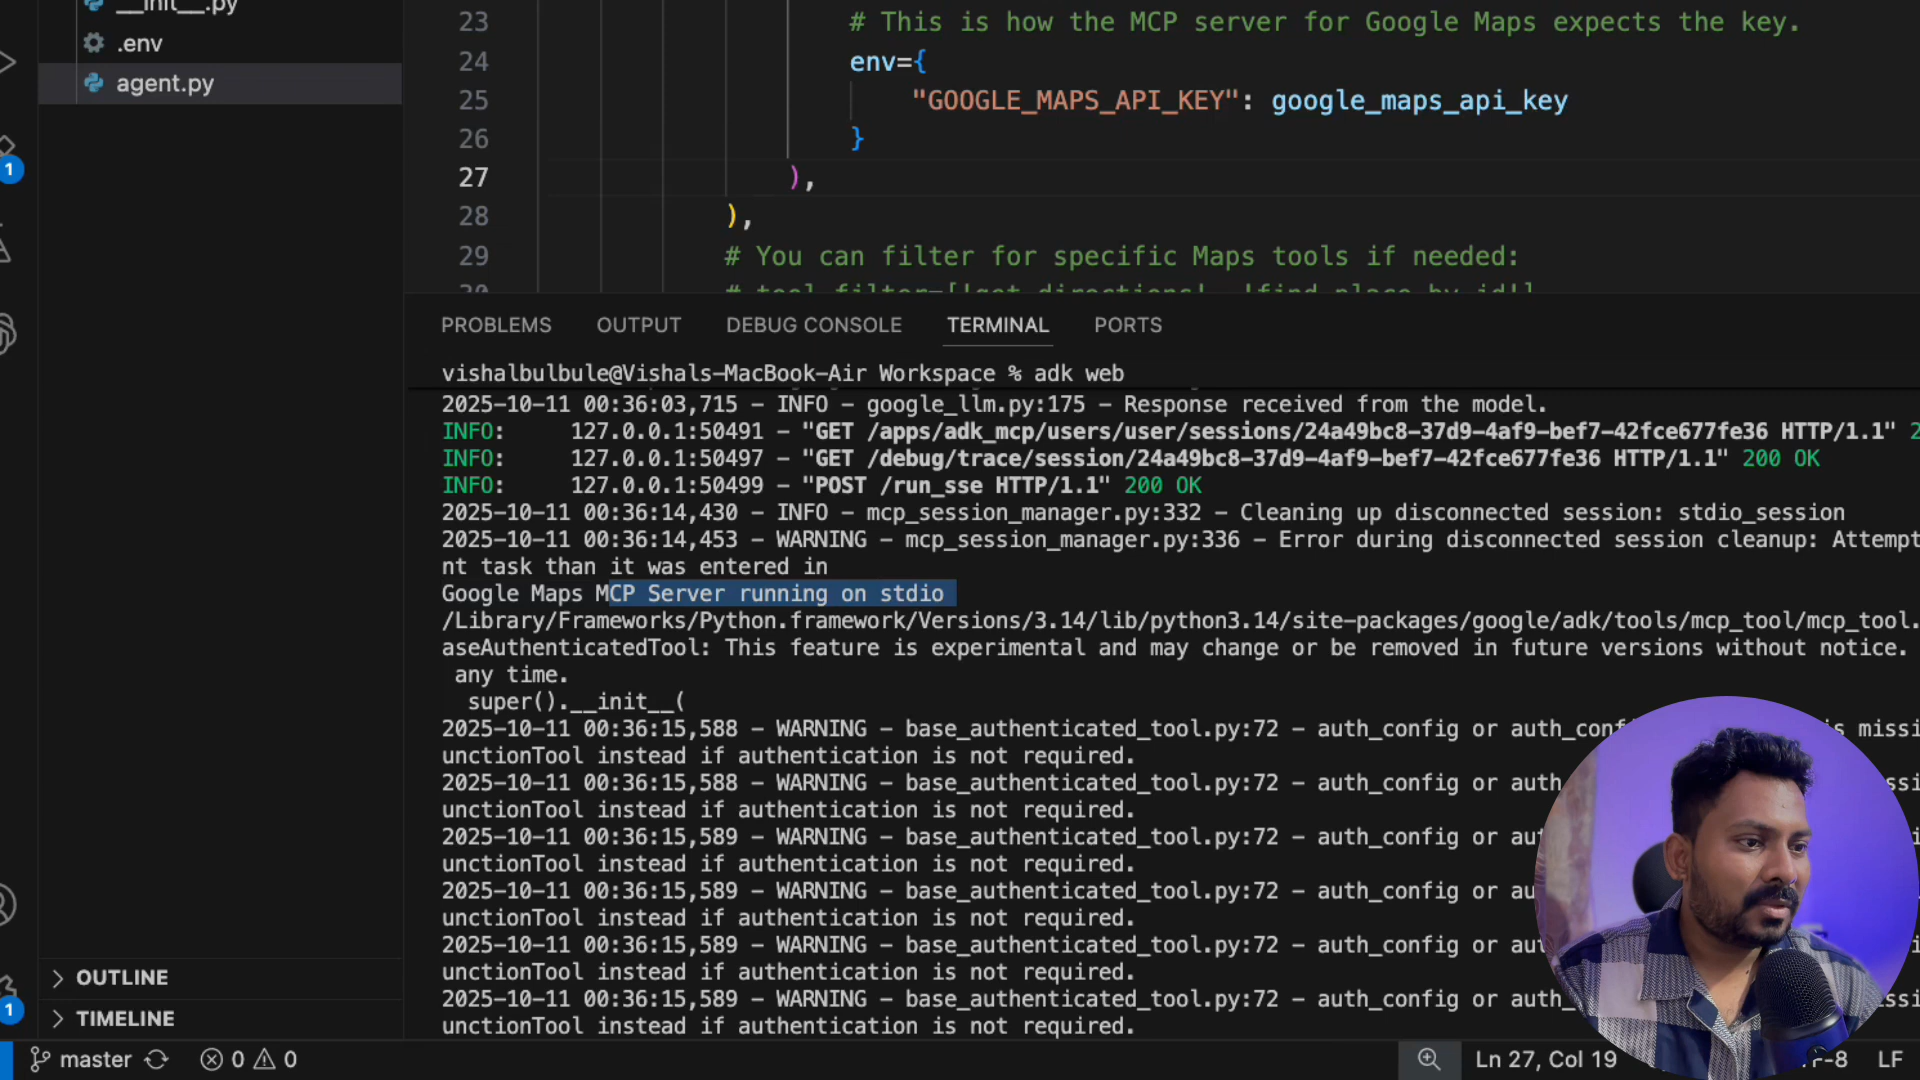 __init__.py
.env
agent.py
23 # This is how the MCP server for Google Maps expects the key.
24 env={
25 "GOOGLE_MAPS_API_KEY": google_maps_api_key
26 }
27 ),
28 ),
29 # You can filter for specific Maps tools if needed:
30 # tool_filter=['get_directions', 'find_place_by_id']
PROBLEMS OUTPUT DEBUG CONSOLE TERMINAL PORTS
vishalbulbule@Vishals-MacBook-Air Workspace % adk web
2025-10-11 00:36:03,715 - INFO - google_llm.py:175 - Response received from the model.
INFO: 127.0.0.1:50491 - "GET /apps/adk_mcp/users/user/sessions/24a49bc8-37d9-4af9-bef7-42fce677fe36 HTTP/1.1" 2
INFO: 127.0.0.1:50497 - "GET /debug/trace/session/24a49bc8-37d9-4af9-bef7-42fce677fe36 HTTP/1.1" 200 OK
INFO: 127.0.0.1:50499 - "POST /run_sse HTTP/1.1" 200 OK
2025-10-11 00:36:14,430 - INFO - mcp_session_manager.py:332 - Cleaning up disconnected session: stdio_session
2025-10-11 00:36:14,453 - WARNING - mcp_session_manager.py:336 - Error during disconnected session cleanup: Attempt
nt task than it was entered in
Google Maps MCP Server running on stdio
/Library/Frameworks/Python.framework/Versions/3.14/lib/python3.14/site-packages/google/adk/tools/mcp_tool/mcp_tool.
aseAuthenticatedTool: This feature is experimental and may change or be removed in future versions without notice.
any time.
super().__init__(
2025-10-11 00:36:15,588 - WARNING - base_authenticated_tool.py:72 - auth_config or auth_conf s missi
unctionTool instead if authentication is not required.
2025-10-11 00:36:15,588 - WARNING - base_authenticated_tool.py:72 - auth_config or auth ssi
unctionTool instead if authentication is not required.
2025-10-11 00:36:15,589 - WARNING - base_authenticated_tool.py:72 - auth_config or au
unctionTool instead if authentication is not required.
2025-10-11 00:36:15,589 - WARNING - base_authenticated_tool.py:72 - auth_config or au
unctionTool instead if authentication is not required.
2025-10-11 00:36:15,589 - WARNING - base_authenticated_tool.py:72 - auth_config or au
unctionTool instead if authentication is not required.
2025-10-11 00:36:15,589 - WARNING - base_authenticated_tool.py:72 - auth_config or auth_ ssi
unctionTool instead if authentication is not required.
1
1
OUTLINE
TIMELINE
master 0 0 Ln 27, Col 19 F-8 LF